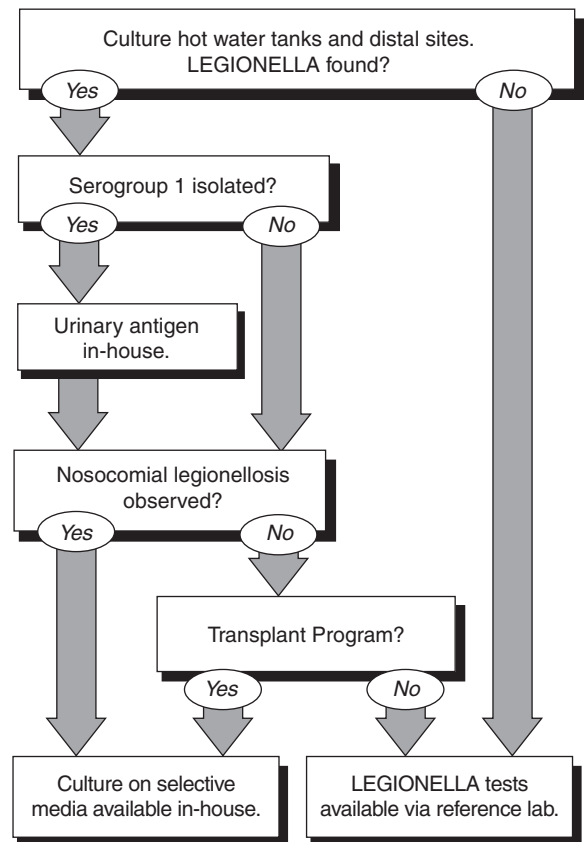 Culture hot water tanks and distal sites.
LEGIONELLA found?
Yes
No
Serogroup 1 isolated?
Yes
No
Urinary antigen
in-house.
Nosocomial legionellosis
observed?
Yes
No
Transplant Program?
Yes
No
Culture on selective
media available in-house.
LEGIONELLA tests
available via reference lab.